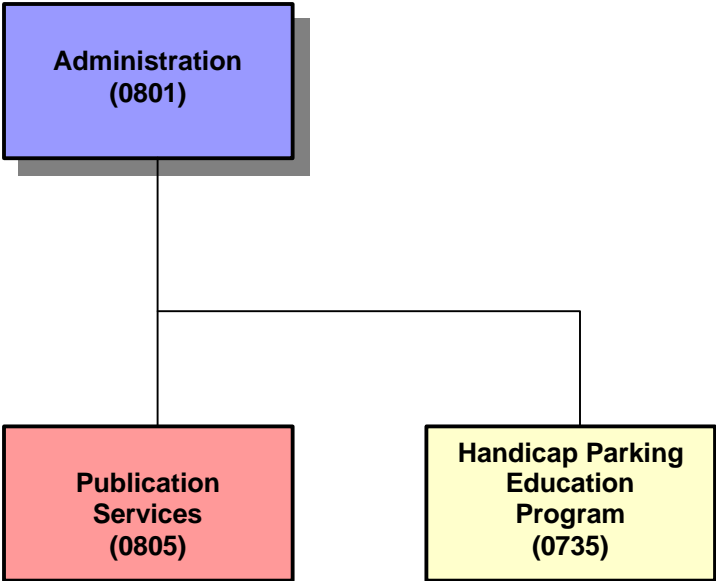 Administration
(0801)
Publication
Services
(0805)
Handicap Parking
Education
Program
(0735)